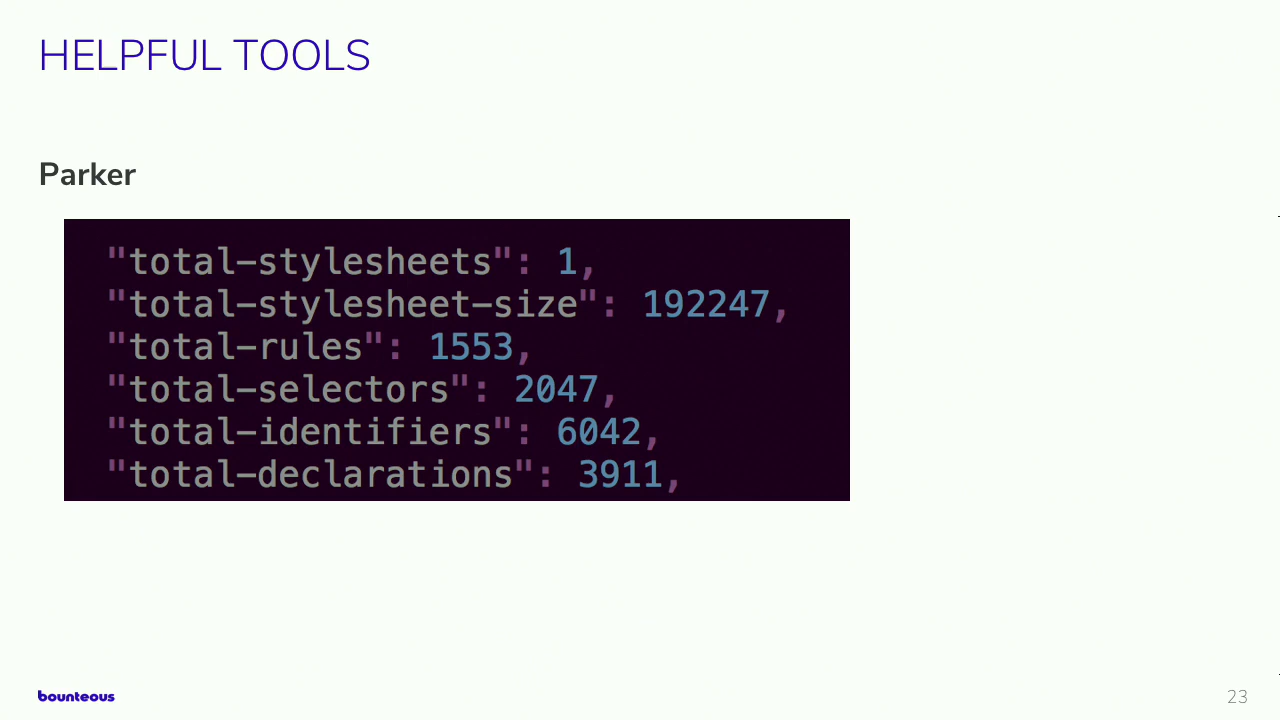 HELPFUL TOOLS
Parker
"total-stylesheets": 1,
"total-stylesheet-size": 192247,
"total-rules": 1553,
"total-selectors": 2047,
"total-identifiers": 6042,
"total-declarations": 3911,
bounteous
23